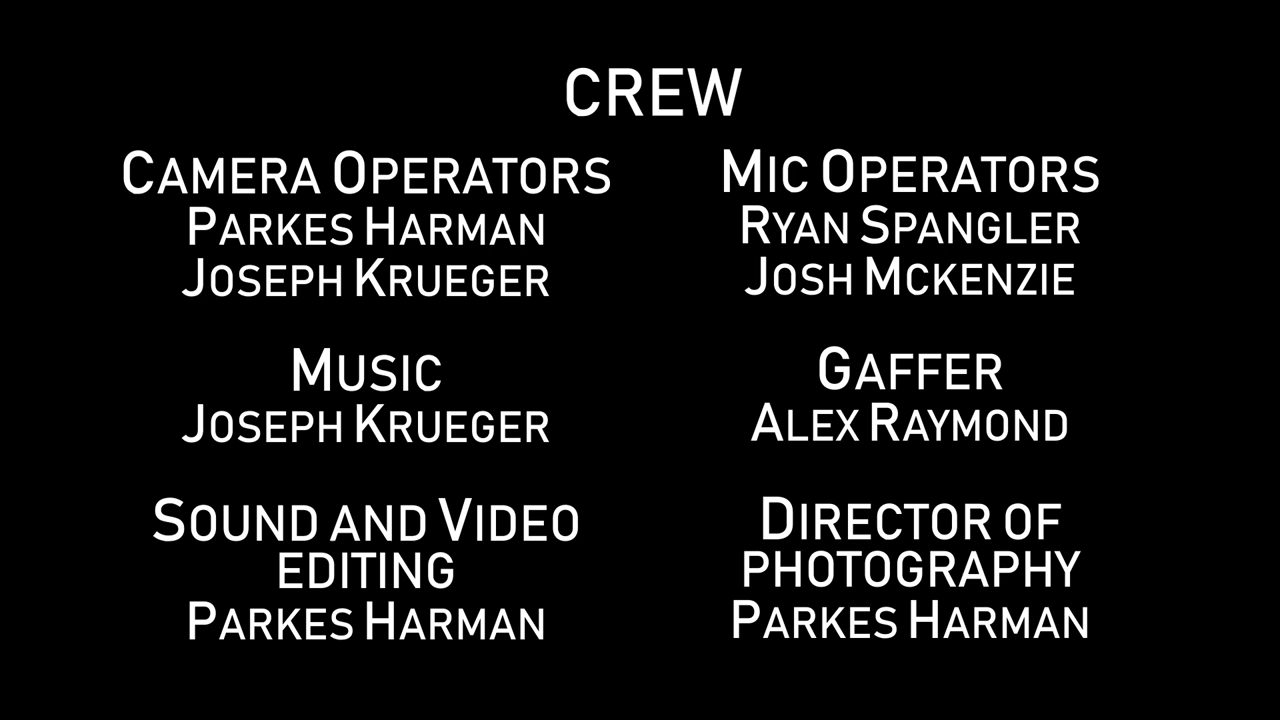 CREW
CAMERA OPERATORS
PARKES HARMAN
JOSEPH KRUEGER
MIC OPERATORS
RYAN SPANGLER
JOSH MCKENZIE
MUSIC
JOSEPH KRUEGER
GAFFER
ALEX RAYMOND
SOUND AND VIDEO
EDITING
PARKES HARMAN
DIRECTOR OF
PHOTOGRAPHY
PARKES HARMAN